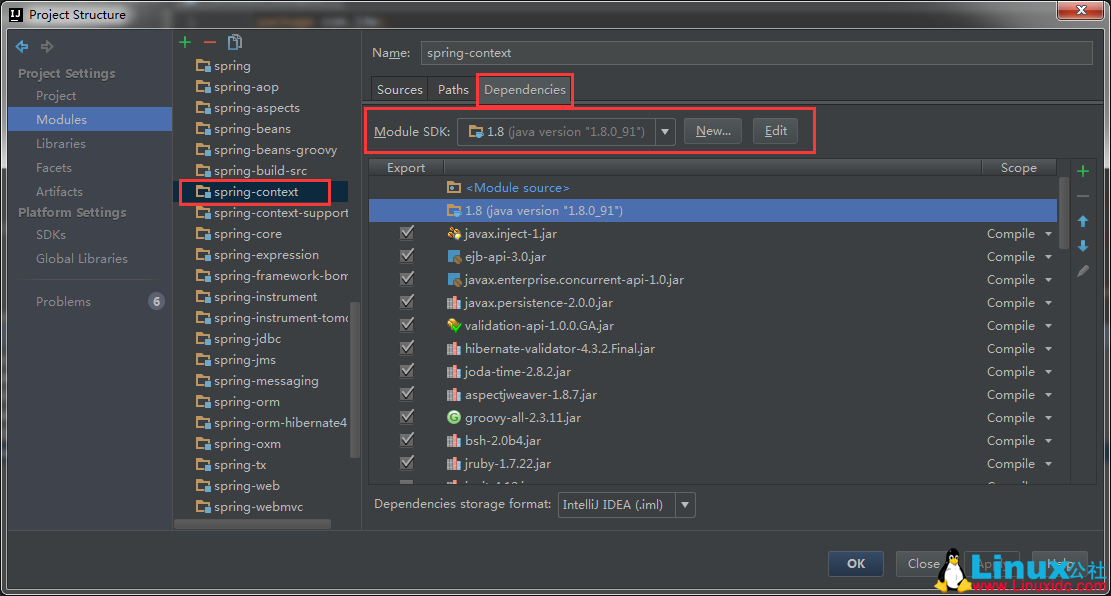 Project Structure
Project Settings
Project
Modules
Libraries
Facets
Artifacts
Platform Settings
SDKs
Global Libraries
Problems
6
spring
spring-aop
spring-aspects
spring-beans
spring-beans-groovy
spring-build-src
spring-context
spring-context-support
spring-core
spring-expression
spring-framework-bom
spring-instrument
spring-instrument-tomc
spring-jdbc
spring-jms
spring-messaging
spring-orm
spring-orm-hibernate4
spring-oxm
spring-tx
spring-web
spring-webmvc
Name: spring-context
Sources Paths Dependencies
Module SDK: 1.8 (java version "1.8.0_91") New... Edit
Export Scope
<Module source>
1.8 (java version "1.8.0_91")
javax.inject-1.jar Compile
ejb-api-3.0.jar Compile
javax.enterprise.concurrent-api-1.0.jar Compile
javax.persistence-2.0.0.jar Compile
validation-api-1.0.0.GA.jar Compile
hibernate-validator-4.3.2.Final.jar Compile
joda-time-2.8.2.jar Compile
aspectjweaver-1.8.7.jar Compile
groovy-all-2.3.11.jar Compile
bsh-2.0b4.jar Compile
jruby-1.7.22.jar Compile
Dependencies storage format: IntelliJ IDEA (.iml)
OK Close
Linux公社
www.Linuxidc.com